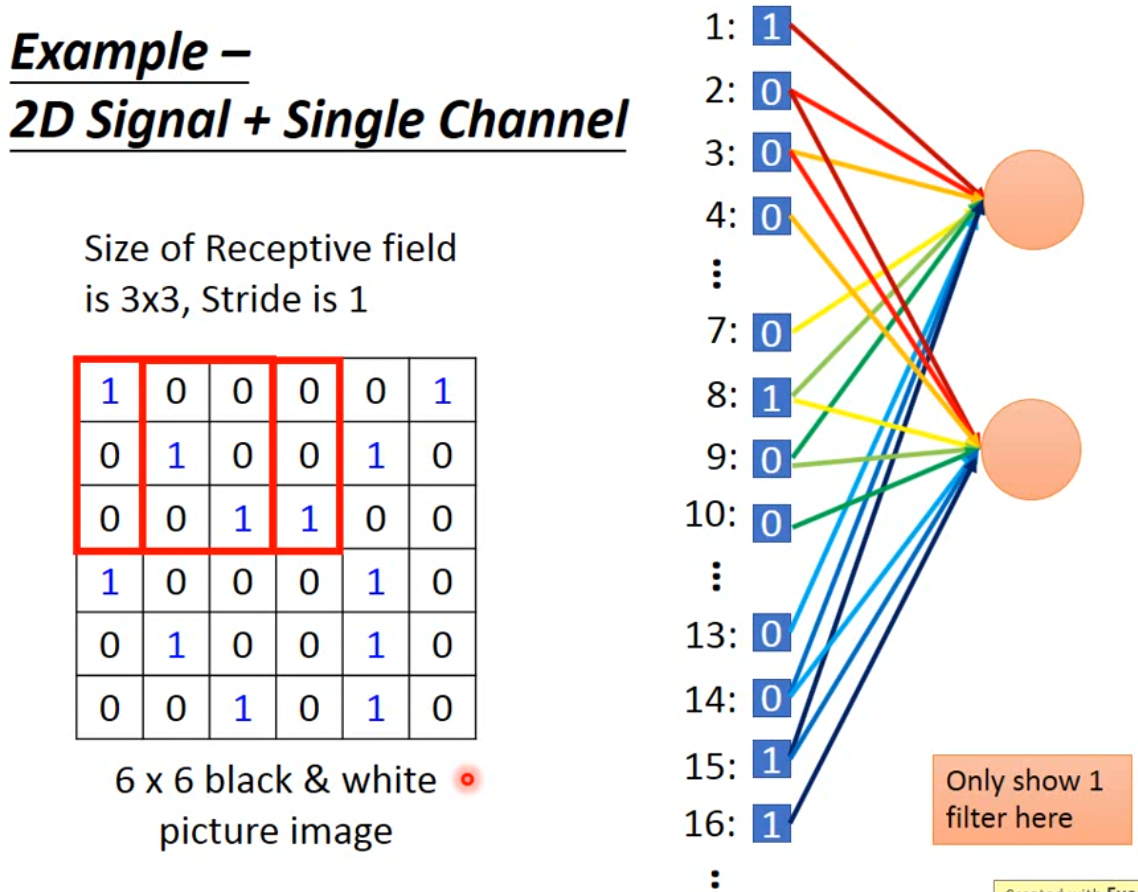 Example –
2D Signal + Single Channel
Size of Receptive field
is 3x3, Stride is 1
1 0 0 0 0 1
0 1 0 0 1 0
0 0 1 1 0 0
1 0 0 0 1 0
0 1 0 0 1 0
0 0 1 0 1 0
6 x 6 black & white
picture image
1: 1
2: 0
3: 0
4: 0
⋮
7: 0
8: 1
9: 0
10: 0
⋮
13: 0
14: 0
15: 1
16: 1
⋮
Only show 1
filter here